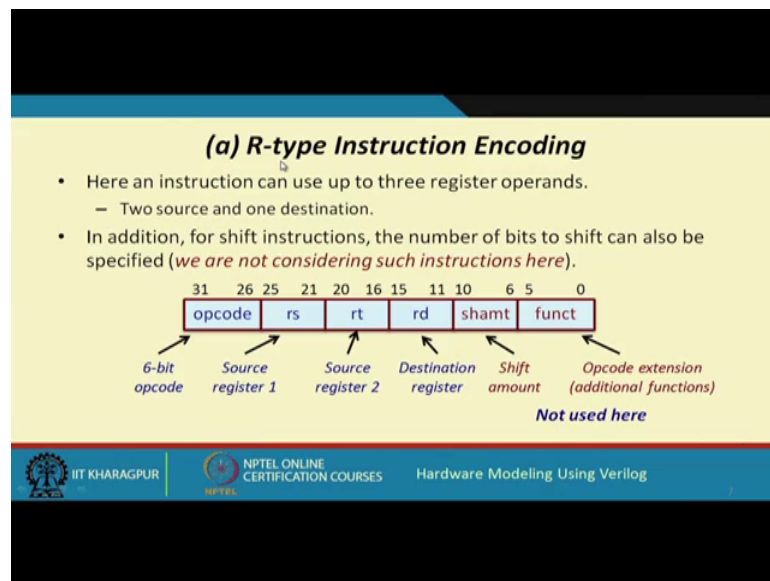 (a) R-type Instruction Encoding
• Here an instruction can use up to three register operands.
– Two source and one destination.
• In addition, for shift instructions, the number of bits to shift can also be
specified (we are not considering such instructions here).
31 26 25 21 20 16 15 11 10 6 5 0
opcode rs rt rd shamt funct
6-bit Source Source Destination Shift Opcode extension
opcode register 1 register 2 register amount (additional functions)
Not used here
IIT KHARAGPUR
NPTEL
NPTEL ONLINE
CERTIFICATION COURSES
Hardware Modeling Using Verilog
7